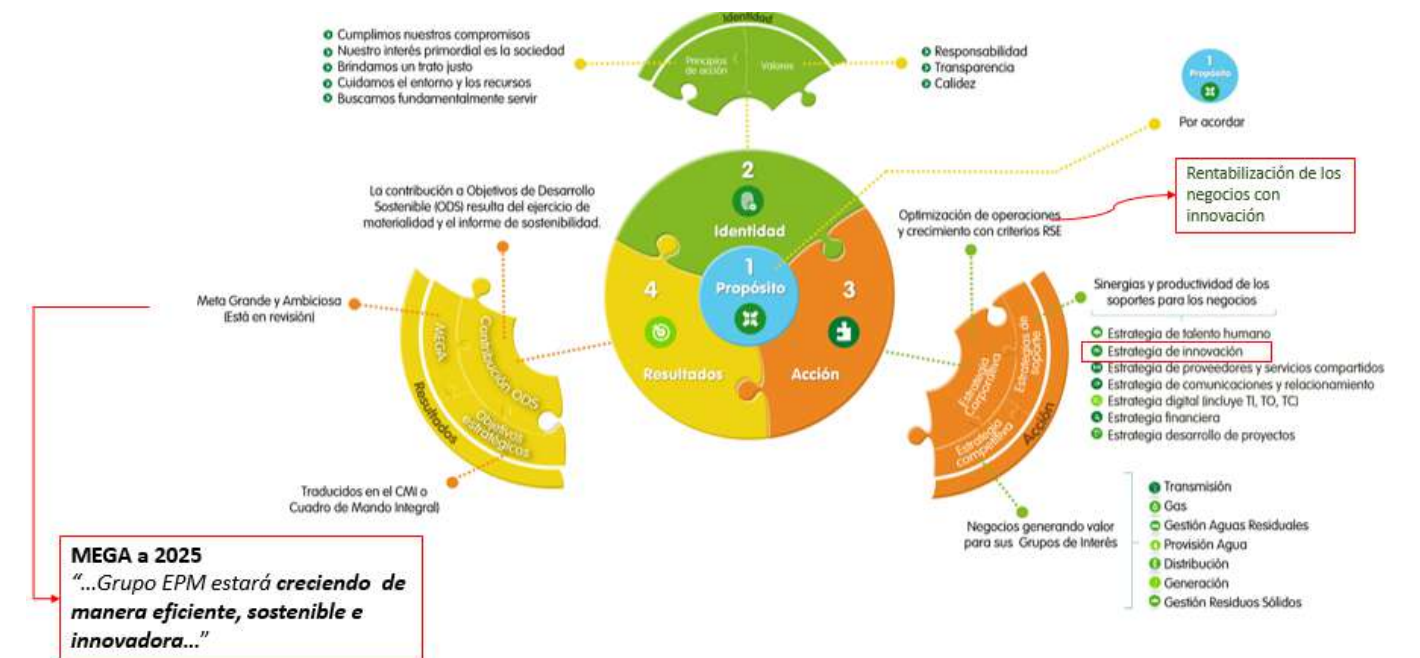 Identidad
Principios
de acción
Valores
Cumplimos nuestros compromisos
Nuestro interés primordial es la sociedad
Brindamos un trato justo
Cuidamos el entorno y los recursos
Buscamos fundamentalmente servir
Responsabilidad
Transparencia
Calidez
1
Propósito
Por acordar
Rentabilización de los
negocios con
innovación
2
Identidad
1
Propósito
3
Acción
4
Resultados
La contribución a Objetivos de Desarrollo
Sostenible (ODS) resulta del ejercicio de
materialidad y el informe de sostenibilidad.
Optimización de operaciones
y crecimiento con criterios RSE
Meta Grande y Ambiciosa
(Está en revisión)
MEGA
Contribución ODS
Objetivos
estratégicos
Resultados
Traducidos en el CMI o
Cuadro de Mando Integral)
Sinergias y productividad de los
soportes para los negocios
Estrategia de talento humano
Estrategia de innovación
Estrategia de proveedores y servicios compartidos
Estrategia de comunicaciones y relacionamiento
Estrategia digital (incluye TI, TO, TC)
Estrategia financiera
Estrategia desarrollo de proyectos
Estrategia
Corporativa
Estrategias de
soporte
Estrategia
competitiva
Acción
Negocios generando valor
para sus Grupos de Interés
Transmisión
Gas
Gestión Aguas Residuales
Provisión Agua
Distribución
Generación
Gestión Residuos Sólidos
MEGA a 2025
“...Grupo EPM estará creciendo de
manera eficiente, sostenible e
innovadora...”